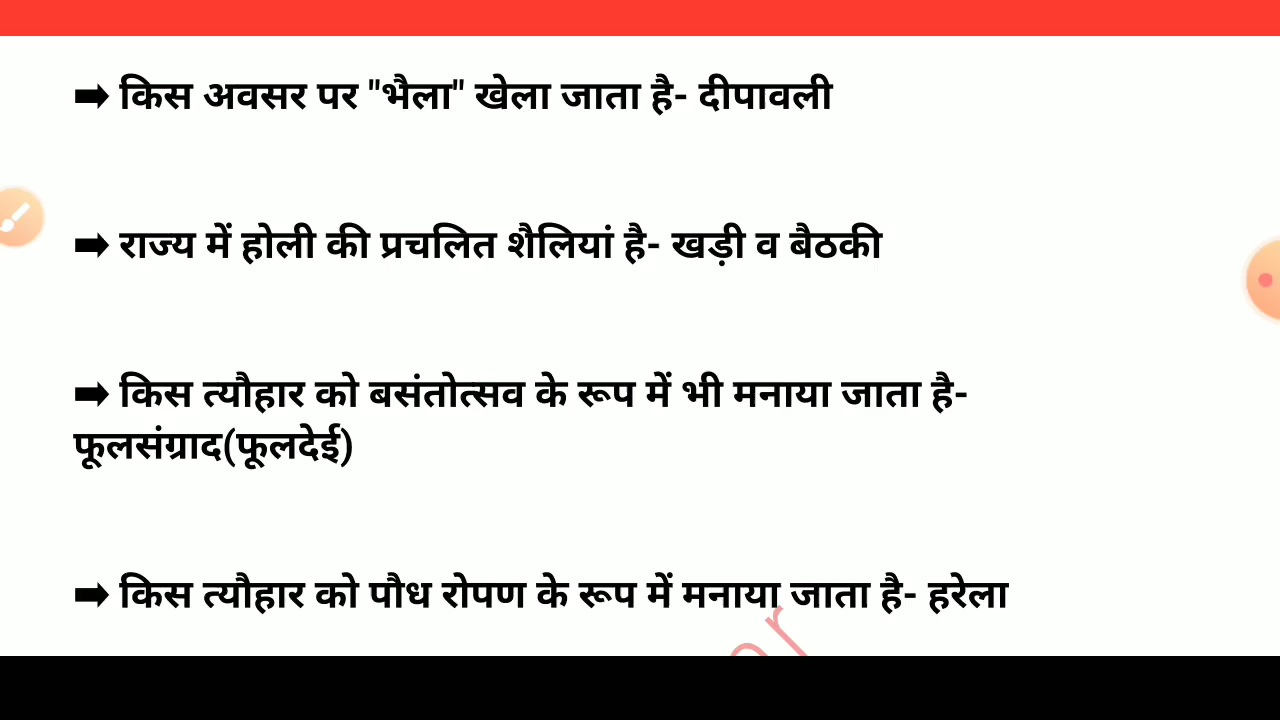 ➡ किस अवसर पर "भैला" खेला जाता है- दीपावली
➡ राज्य में होली की प्रचलित शैलियां है- खड़ी व बैठकी
➡ किस त्यौहार को बसंतोत्सव के रूप में भी मनाया जाता है-
फूलसंग्राद(फूलदेई)
➡ किस त्यौहार को पौध रोपण के रूप में मनाया जाता है- हरेला